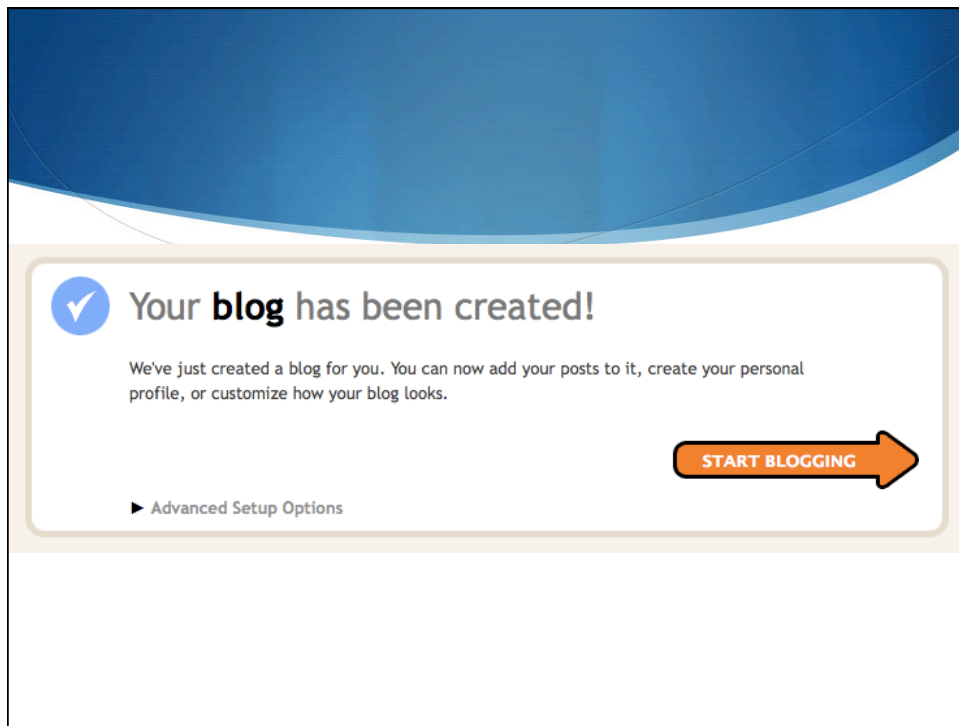 Your blog has been created!
We've just created a blog for you. You can now add your posts to it, create your personal
profile, or customize how your blog looks.
START BLOGGING
► Advanced Setup Options